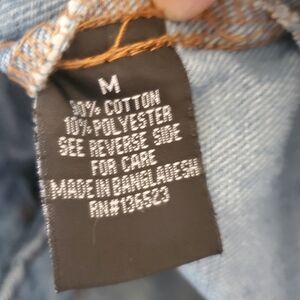 M
90% COTTON
10% POLYESTER
SEE REVERSE SIDE
FOR CARE
MADE IN BANGLADESH
RN#136523